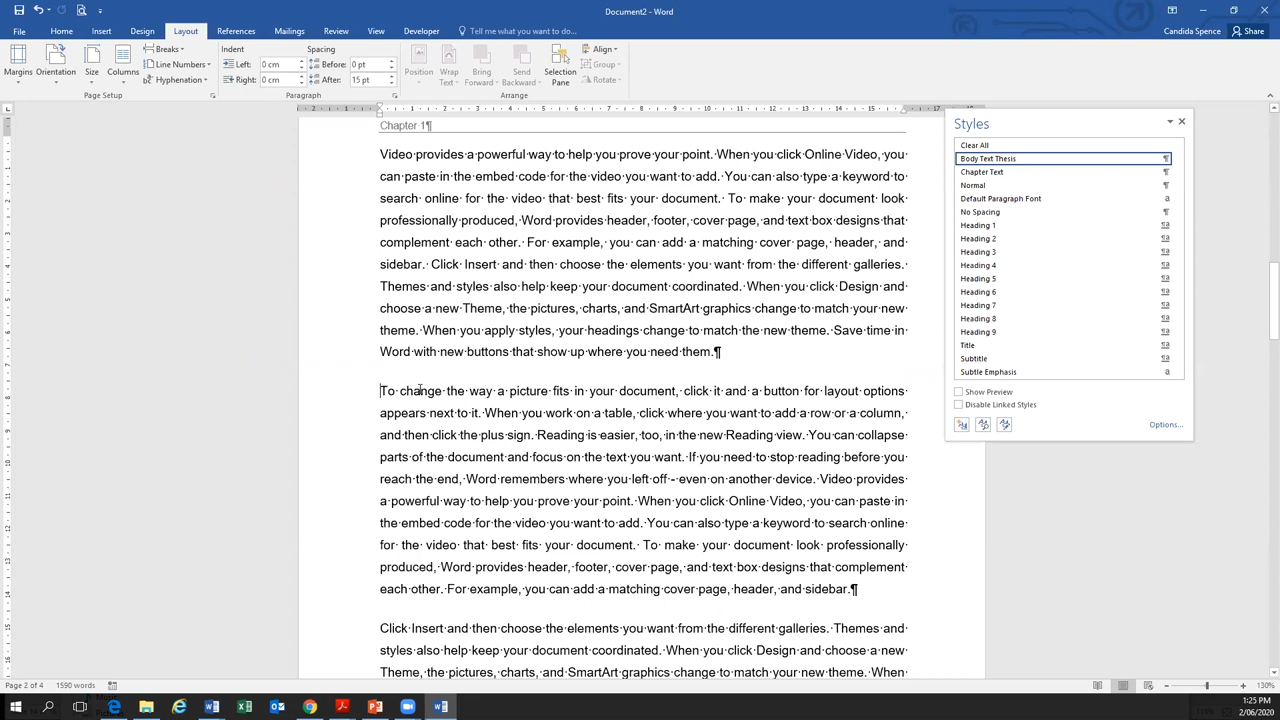 Document2 - Word
Candida Spence
Share
File
Home
Insert
Design
Layout
References
Mailings
Review
View
Developer
Tell me what you want to do...
Margins
Orientation
Size
Columns
Breaks
Line Numbers
Hyphenation
Page Setup
Indent
Left: 0 cm
Right: 0 cm
Spacing
Before: 0 pt
After: 15 pt
Paragraph
Position
Wrap Text
Bring Forward
Send Backward
Selection Pane
Align
Group
Rotate
Arrange
Chapter·1¶
Video·provides·a·powerful·way·to·help·you·prove·your·point.·When·you·click·Online·Video,·you·
can·paste·in·the·embed·code·for·the·video·you·want·to·add.·You·can·also·type·a·keyword·to·
search·online·for·the·video·that·best·fits·your·document.·To·make·your·document·look·
professionally·produced,·Word·provides·header,·footer,·cover·page,·and·text·box·designs·that·
complement·each·other.·For·example,·you·can·add·a·matching·cover·page,·header,·and·
sidebar.·Click·Insert·and·then·choose·the·elements·you·want·from·the·different·galleries.·
Themes·and·styles·also·help·keep·your·document·coordinated.·When·you·click·Design·and·
choose·a·new·Theme,·the·pictures,·charts,·and·SmartArt·graphics·change·to·match·your·new·
theme.·When·you·apply·styles,·your·headings·change·to·match·the·new·theme.·Save·time·in·
Word·with·new·buttons·that·show·up·where·you·need·them.¶
To·change·the·way·a·picture·fits·in·your·document,·click·it·and·a·button·for·layout·options·
appears·next·to·it.·When·you·work·on·a·table,·click·where·you·want·to·add·a·row·or·a·column,·
and·then·click·the·plus·sign.·Reading·is·easier,·too,·in·the·new·Reading·view.·You·can·collapse·
parts·of·the·document·and·focus·on·the·text·you·want.·If·you·need·to·stop·reading·before·you·
reach·the·end,·Word·remembers·where·you·left·off·-·even·on·another·device.·Video·provides·
a·powerful·way·to·help·you·prove·your·point.·When·you·click·Online·Video,·you·can·paste·in·
the·embed·code·for·the·video·you·want·to·add.·You·can·also·type·a·keyword·to·search·online·
for·the·video·that·best·fits·your·document.·To·make·your·document·look·professionally·
produced,·Word·provides·header,·footer,·cover·page,·and·text·box·designs·that·complement·
each·other.·For·example,·you·can·add·a·matching·cover·page,·header,·and·sidebar.¶
Click·Insert·and·then·choose·the·elements·you·want·from·the·different·galleries.·Themes·and·
styles·also·help·keep·your·document·coordinated.·When·you·click·Design·and·choose·a·new·
Theme,·the·pictures,·charts,·and·SmartArt·graphics·change·to·match·your·new·theme.·When·
Styles
Clear All
Body Text Thesis ¶
Chapter Text ¶
Normal ¶
Default Paragraph Font a
No Spacing ¶
Heading 1 ¶a
Heading 2 ¶a
Heading 3 ¶a
Heading 4 ¶a
Heading 5 ¶a
Heading 6 ¶a
Heading 7 ¶a
Heading 8 ¶a
Heading 9 ¶a
Title ¶a
Subtitle ¶a
Subtle Emphasis a
Show Preview
Disable Linked Styles
Options...
Page 2 of 4
1590 words
130%
1:25 PM
2/06/2020